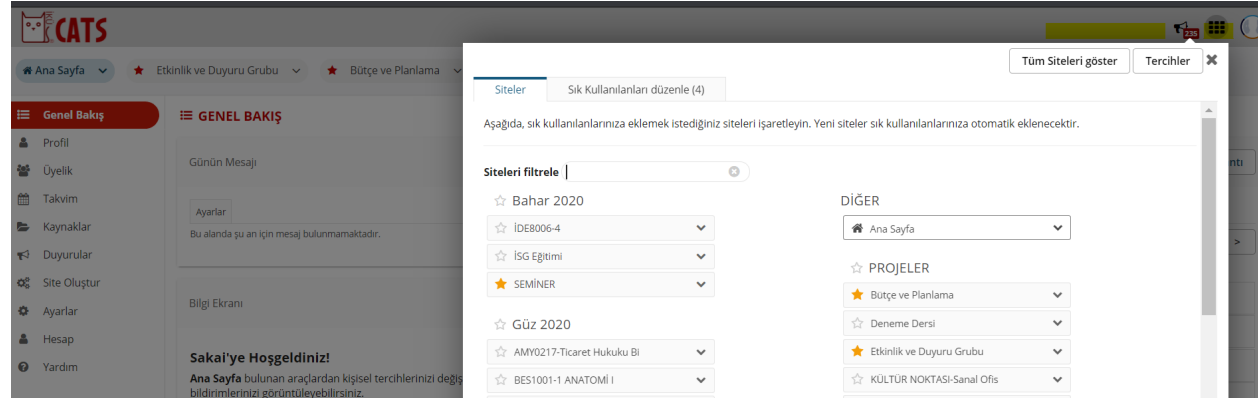 CATS
235
Ana Sayfa
Etkinlik ve Duyuru Grubu
Bütçe ve Planlama
Tüm Siteleri göster
Tercihler
Siteler
Sık Kullanılanları düzenle (4)
Genel Bakış
Profil
Üyelik
Takvim
Kaynaklar
Duyurular
Site Oluştur
Ayarlar
Hesap
Yardım
GENEL BAKIŞ
Günün Mesajı
Ayarlar
Bu alanda şu an için mesaj bulunmamaktadır.
Bilgi Ekranı
Sakai'ye Hoşgeldiniz!
Ana Sayfa bulunan araçlardan kişisel tercihlerinizi değiş
bildirimlerinizi görüntüleyebilirsiniz.
Aşağıda, sık kullanılanlarınıza eklemek istediğiniz siteleri işaretleyin. Yeni siteler sık kullanılanlarınıza otomatik eklenecektir.
Siteleri filtrele
Bahar 2020
İDE8006-4
İSG Eğitimi
SEMİNER
Güz 2020
AMY0217-Ticaret Hukuku Bi
BES1001-1 ANATOMİ I
DİĞER
Ana Sayfa
PROJELER
Bütçe ve Planlama
Deneme Dersi
Etkinlik ve Duyuru Grubu
KÜLTÜR NOKTASI-Sanal Ofis
ntı
>